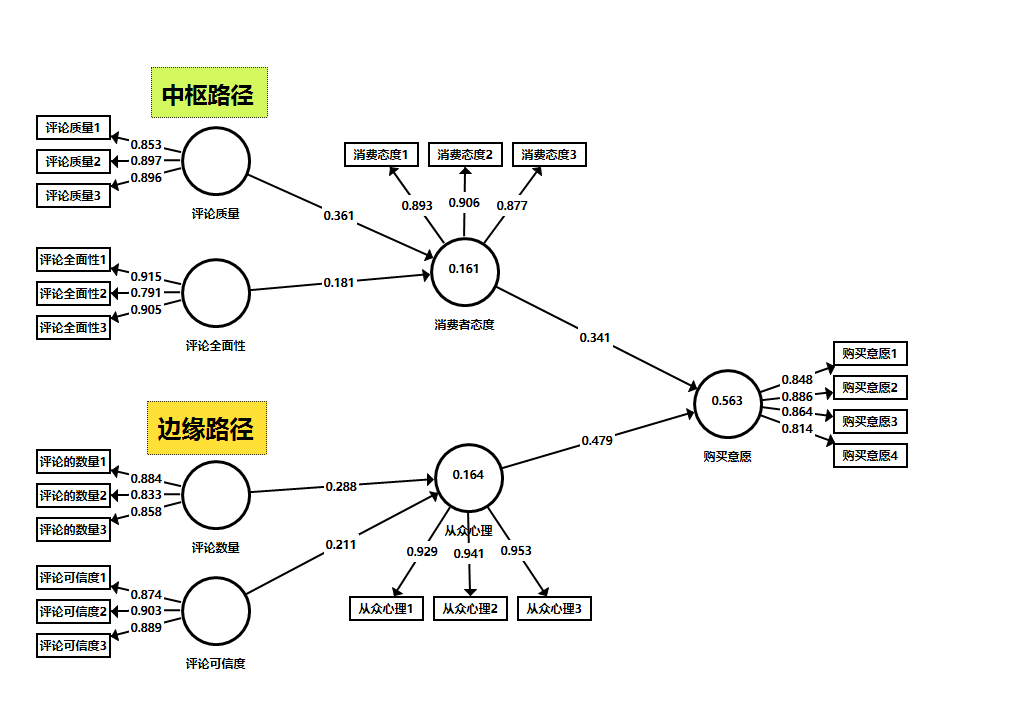 中枢路径
评论质量1
评论质量2
评论质量3
0.853
0.897
0.896
评论质量
评论全面性1
评论全面性2
评论全面性3
0.915
0.791
0.905
评论全面性
0.361
0.181
消费态度1
消费态度2
消费态度3
0.893
0.906
0.877
0.161
消费者态度
0.341
边缘路径
评论的数量1
评论的数量2
评论的数量3
0.884
0.833
0.858
评论数量
评论可信度1
评论可信度2
评论可信度3
0.874
0.903
0.889
评论可信度
0.288
0.211
0.164
从众心理
0.929
0.941
0.953
从众心理1
从众心理2
从众心理3
0.479
0.563
购买意愿
0.848
0.886
0.864
0.814
购买意愿1
购买意愿2
购买意愿3
购买意愿4